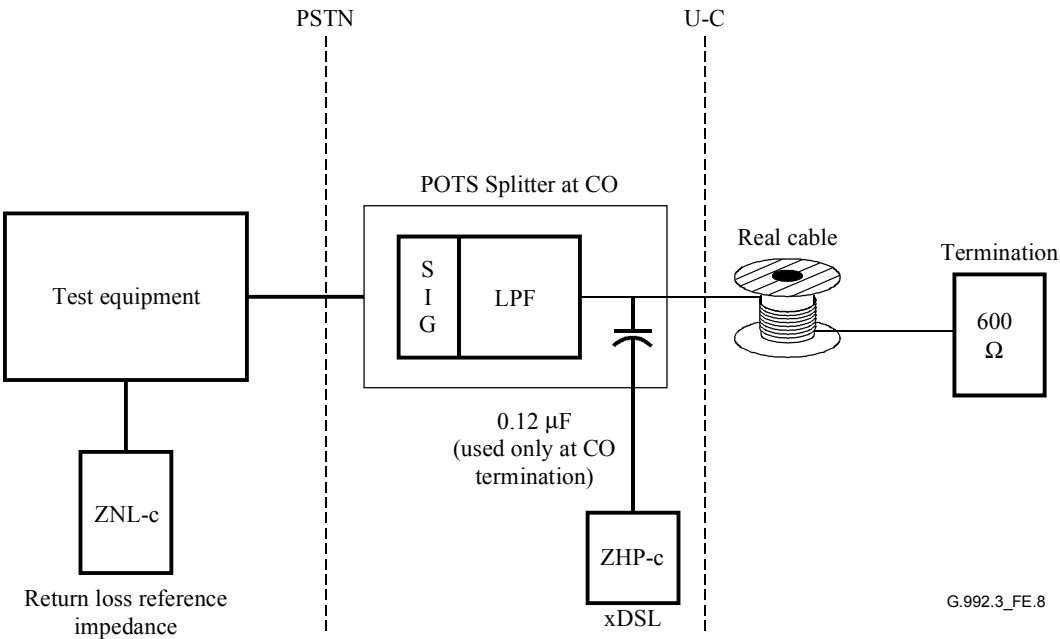 PSTN
U-C
POTS Splitter at CO
Test equipment
S
I
G
LPF
Real cable
Termination
600
Ω
0.12 μF
(used only at CO
termination)
ZNL-c
ZHP-c
xDSL
Return loss reference
impedance
G.992.3_FE.8